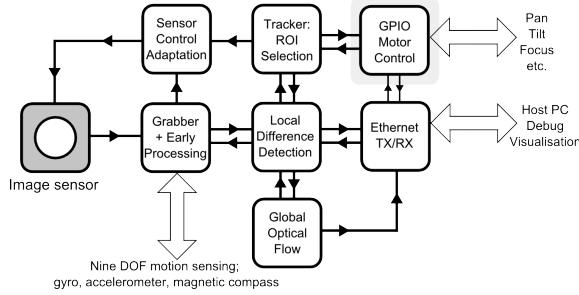 Sensor
Control
Adaptation
Tracker:
ROI
Selection
GPIO
Motor
Control
Pan
Tilt
Focus
etc.
Image sensor
Grabber
+ Early
Processing
Local
Difference
Detection
Ethernet
TX/RX
Host PC
Debug
Visualisation
Global
Optical
Flow
Nine DOF motion sensing;
gyro, accelerometer, magnetic compass